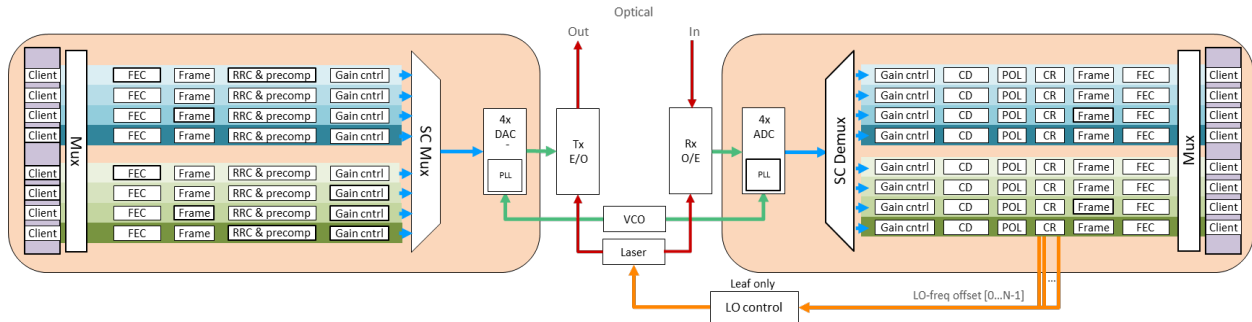 Optical
Out
In
Client
Client
Client
Client
Client
Client
Client
Client
Mux
FEC Frame RRC & precomp Gain cntrl
FEC Frame RRC & precomp Gain cntrl
FEC Frame RRC & precomp Gain cntrl
FEC Frame RRC & precomp Gain cntrl
FEC Frame RRC & precomp Gain cntrl
FEC Frame RRC & precomp Gain cntrl
FEC Frame RRC & precomp Gain cntrl
FEC Frame RRC & precomp Gain cntrl
SC Mux
4x
DAC
-
PLL
Tx
E/O
VCO
Laser
Rx
O/E
4x
ADC
PLL
SC Demux
Gain cntrl CD POL CR Frame FEC
Gain cntrl CD POL CR Frame FEC
Gain cntrl CD POL CR Frame FEC
Gain cntrl CD POL CR Frame FEC
Gain cntrl CD POL CR Frame FEC
Gain cntrl CD POL CR Frame FEC
Gain cntrl CD POL CR Frame FEC
Gain cntrl CD POL CR Frame FEC
Mux
Client
Client
Client
Client
Client
Client
Client
Client
Leaf only
LO control
LO-freq offset [0...N-1]
...